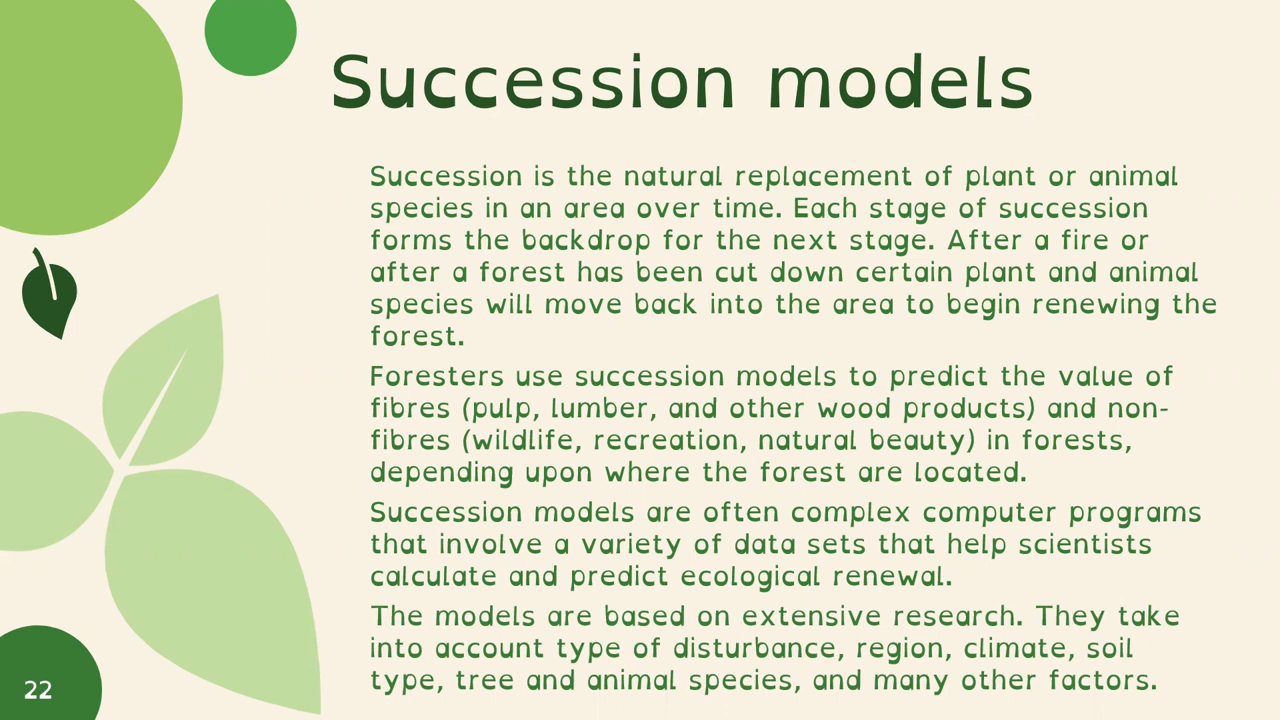 Succession models
Succession is the natural replacement of plant or animal
species in an area over time. Each stage of succession
forms the backdrop for the next stage. After a fire or
after a forest has been cut down certain plant and animal
species will move back into the area to begin renewing the
forest.
Foresters use succession models to predict the value of
fibres (pulp, lumber, and other wood products) and non-
fibres (wildlife, recreation, natural beauty) in forests,
depending upon where the forest are located.
Succession models are often complex computer programs
that involve a variety of data sets that help scientists
calculate and predict ecological renewal.
The models are based on extensive research. They take
into account type of disturbance, region, climate, soil
type, tree and animal species, and many other factors.
22